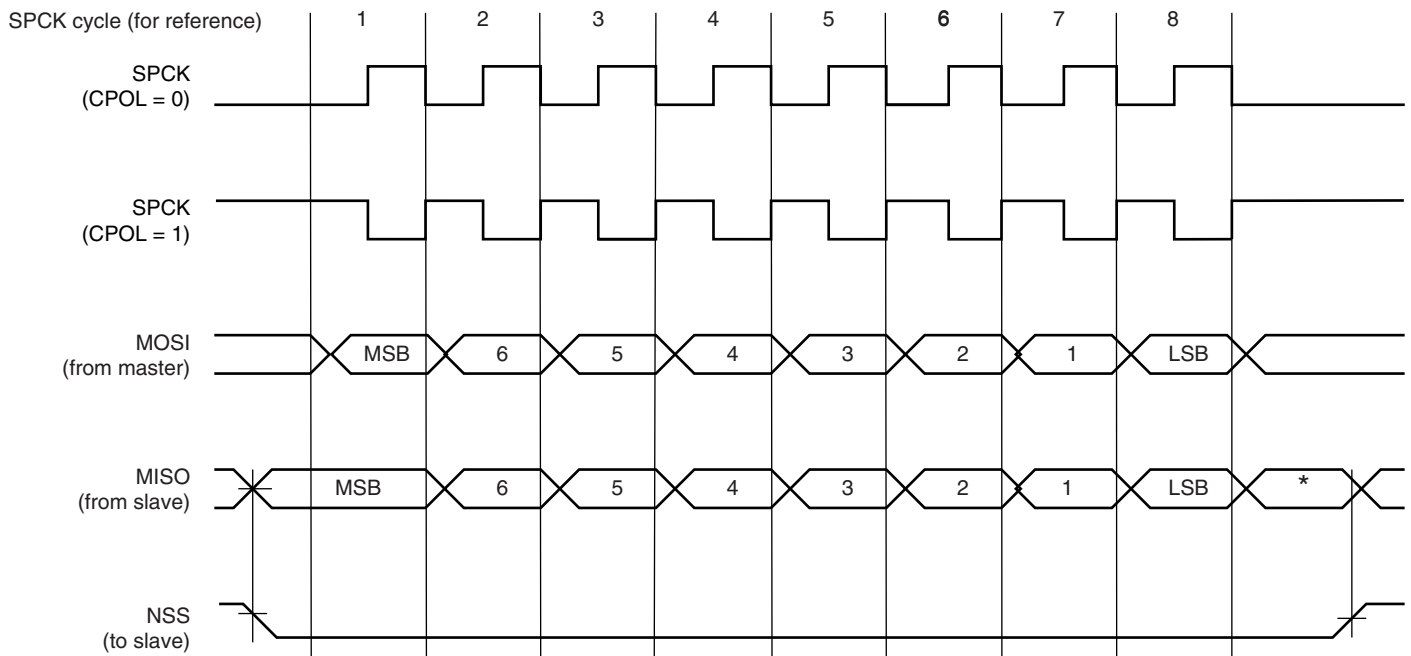 SPCK cycle (for reference) 1 2 3 4 5 6 7 8
SPCK
(CPOL = 0)
SPCK
(CPOL = 1)
MOSI
(from master)
MSB 6 5 4 3 2 1 LSB
MISO
(from slave)
MSB 6 5 4 3 2 1 LSB *
NSS
(to slave)